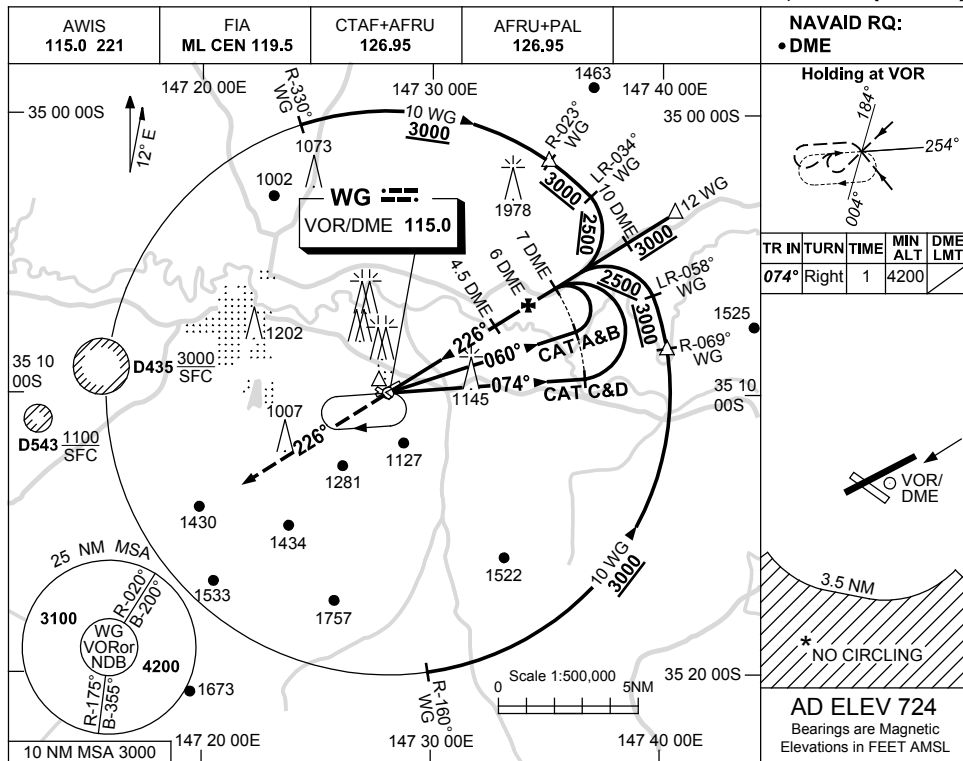 AWIS
115.0 221
FIA
ML CEN 119.5
CTAF+AFRU
126.95
AFRU+PAL
126.95
NAVAID RQ:
• DME
147 20 00E
147 30 00E
1463
147 40 00E
35 00 00S
35 00 00S
12° E
R-330°
WG
10 WG
3000
R-023°
WG
LR-034°
WG
1073
1002
WG
VOR/DME 115.0
1978
3000
2500
10 DME
3000
12 WG
7 DME
6 DME
4.5 DME
2500
LR-058°
WG
3000
1525
R-069°
WG
1202
226°
060°
CAT A&B
074°
CAT C&D
1145
35 10
00S
35 10
00S
D435 3000
SFC
D543 1100
SFC
1007
226°
1127
1281
1430
1434
1522
1533
1757
10 WG
3000
25 NM MSA
R-020°
B-200°
3100
WG
VORor
NDB
4200
R-175°
B-355°
1673
R-160°
WG
Scale 1:500,000
0
5NM
35 20 00S
10 NM MSA 3000
147 20 00E
147 30 00E
147 40 00E
Holding at VOR
184°
254°
004°
TR IN TURN TIME MIN ALT DME LMT
074° Right 1 4200
VOR/
DME
3.5 NM
* NO CIRCLING
AD ELEV 724
Bearings are Magnetic
Elevations in FEET AMSL